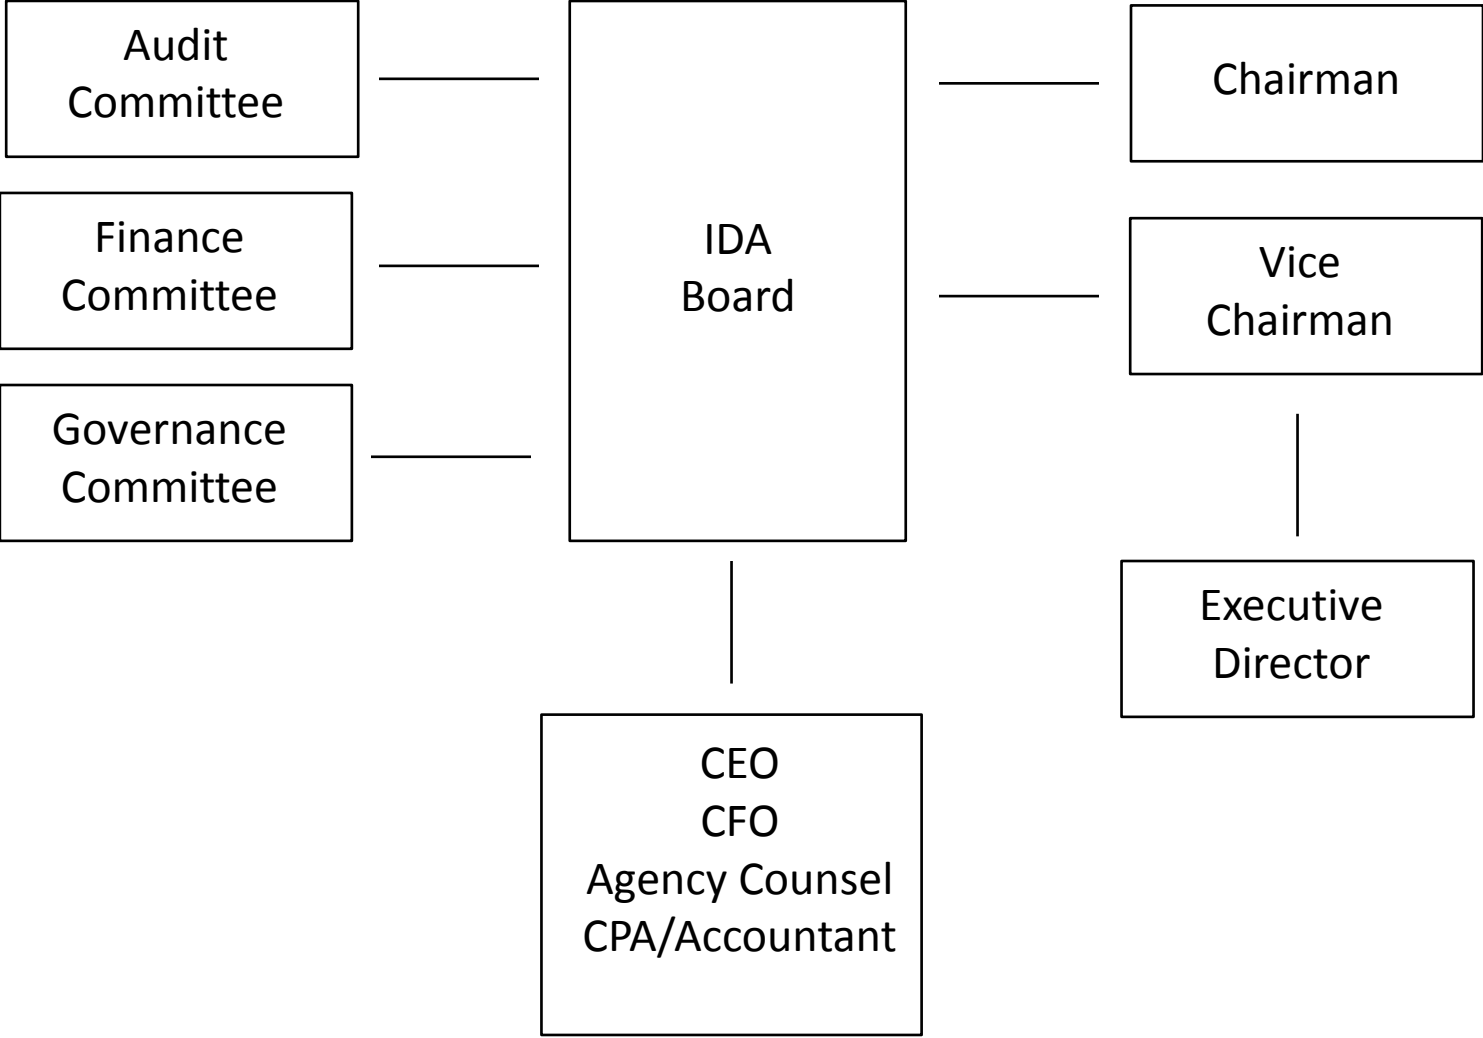 Audit
Committee
Finance
Committee
Governance
Committee
IDA
Board
Chairman
Vice
Chairman
Executive
Director
CEO
CFO
Agency Counsel
CPA/Accountant